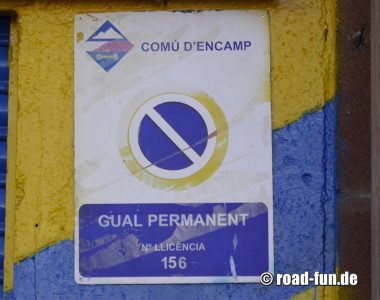 COMÚ D'ENCAMP
GUAL PERMANENT
Nº LLICÈNCIA
156
© road-fun.de